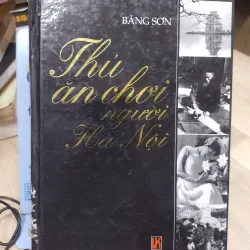 BĂNG SƠN
Thú
ăn chơi
người
Hà Nội